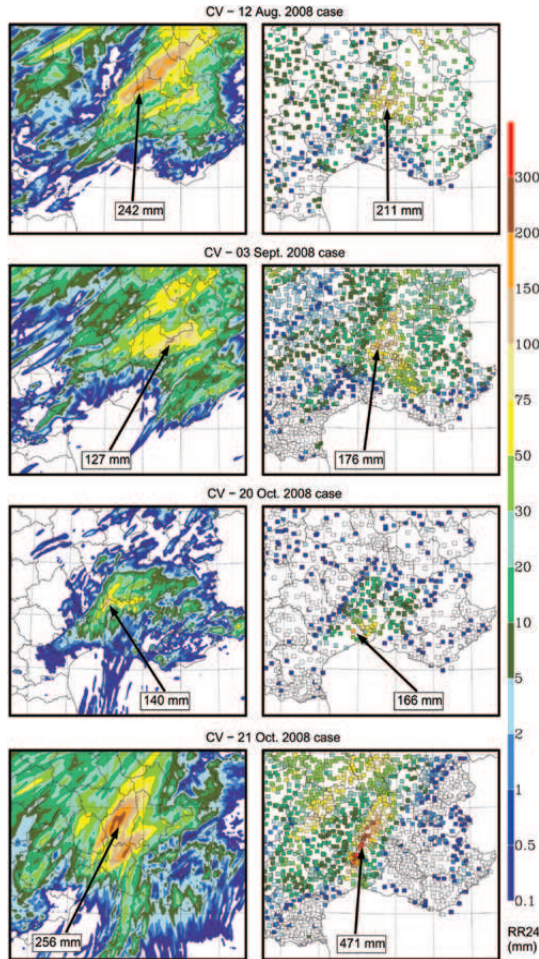 CV – 12 Aug. 2008 case
242 mm
211 mm
CV – 03 Sept. 2008 case
127 mm
176 mm
CV – 20 Oct. 2008 case
140 mm
166 mm
CV – 21 Oct. 2008 case
256 mm
471 mm
300
200
150
100
75
50
30
20
10
5
2
1
0.5
0.1
RR24
(mm)